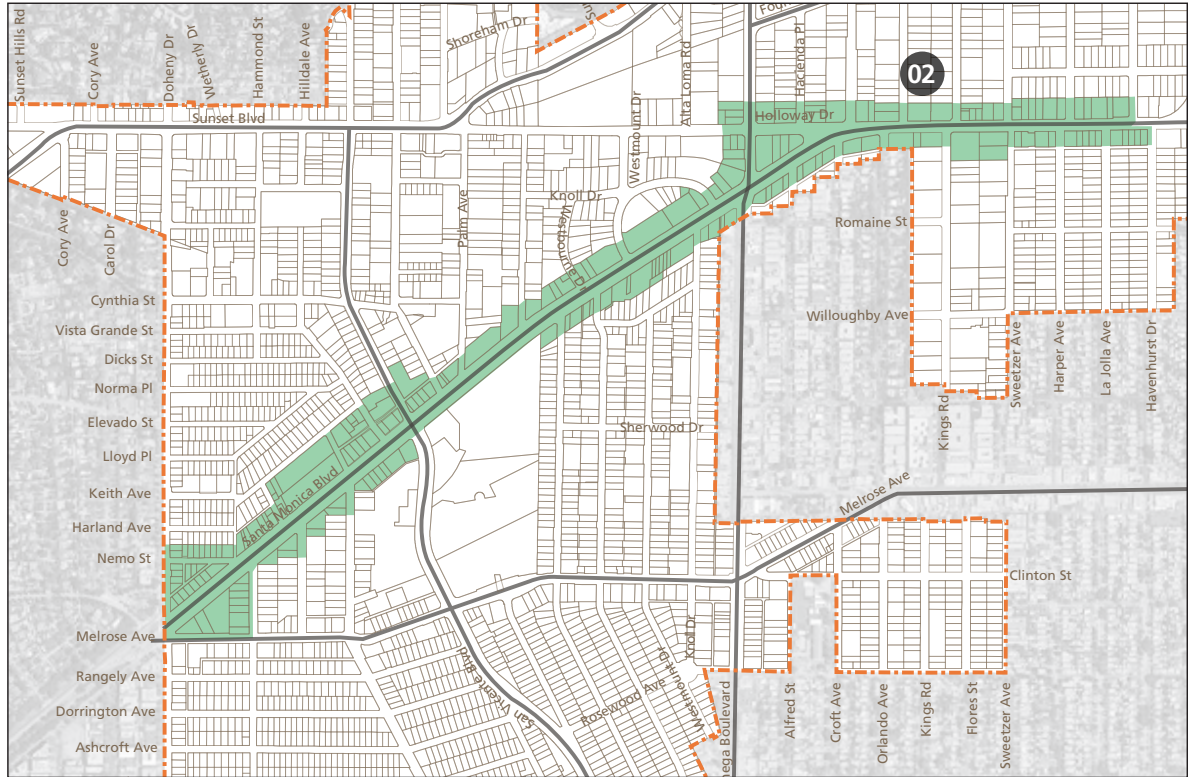 Sunset Hills Rd
Cory Ave
Doheny Dr
Wetherly Dr
Hammond St
Hilldale Ave
Shoreham Dr
Alta Loma Rd
Hacienda Pl
02
Sunset Blvd
Westmount Dr
Holloway Dr
Cory Ave
Carol Dr
Palm Ave
Knoll Dr
Westbourne Dr
Romaine St
Cynthia St
Vista Grande St
Dicks St
Norma Pl
Elevado St
Lloyd Pl
Keith Ave
Harland Ave
Nemo St
Melrose Ave
Rangely Ave
Dorrington Ave
Ashcroft Ave
Santa Monica Blvd
Sherwood Dr
Willoughby Ave
Kings Rd
Sweetzer Ave
Harper Ave
La Jolla Ave
Havenhurst Dr
Melrose Ave
Clinton St
San Vicente Blvd
Rosewood Ave
Westmount Dr
Knoll Dr
ega Boulevard
Alfred St
Croft Ave
Orlando Ave
Kings Rd
Flores St
Sweetzer Ave